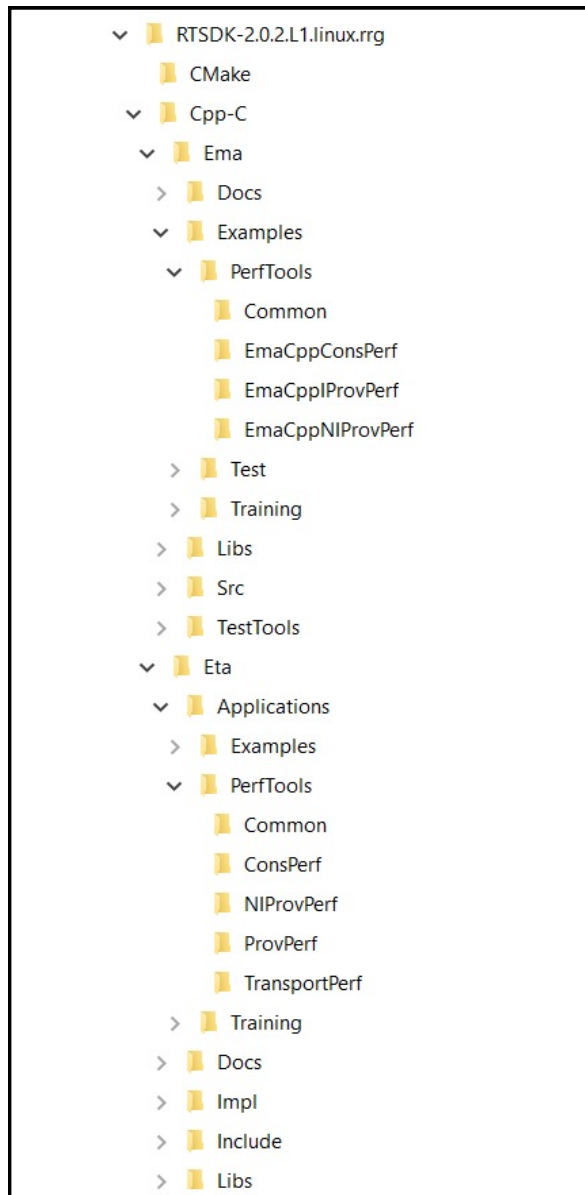 RTSDK-2.0.2.L1.linux.rrg
CMake
Cpp-C
Ema
Docs
Examples
PerfTools
Common
EmaCppConsPerf
EmaCppIProvPerf
EmaCppNIProvPerf
Test
Training
Libs
Src
TestTools
Eta
Applications
Examples
PerfTools
Common
ConsPerf
NIProvPerf
ProvPerf
TransportPerf
Training
Docs
Impl
Include
Libs